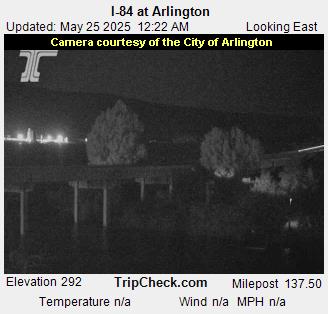 I-84 at Arlington
Updated: May 25 2025 12:22 AM Looking East
Camera courtesy of the City of Arlington
Elevation 292 TripCheck.com Milepost 137.50
Temperature n/a Wind n/a MPH n/a